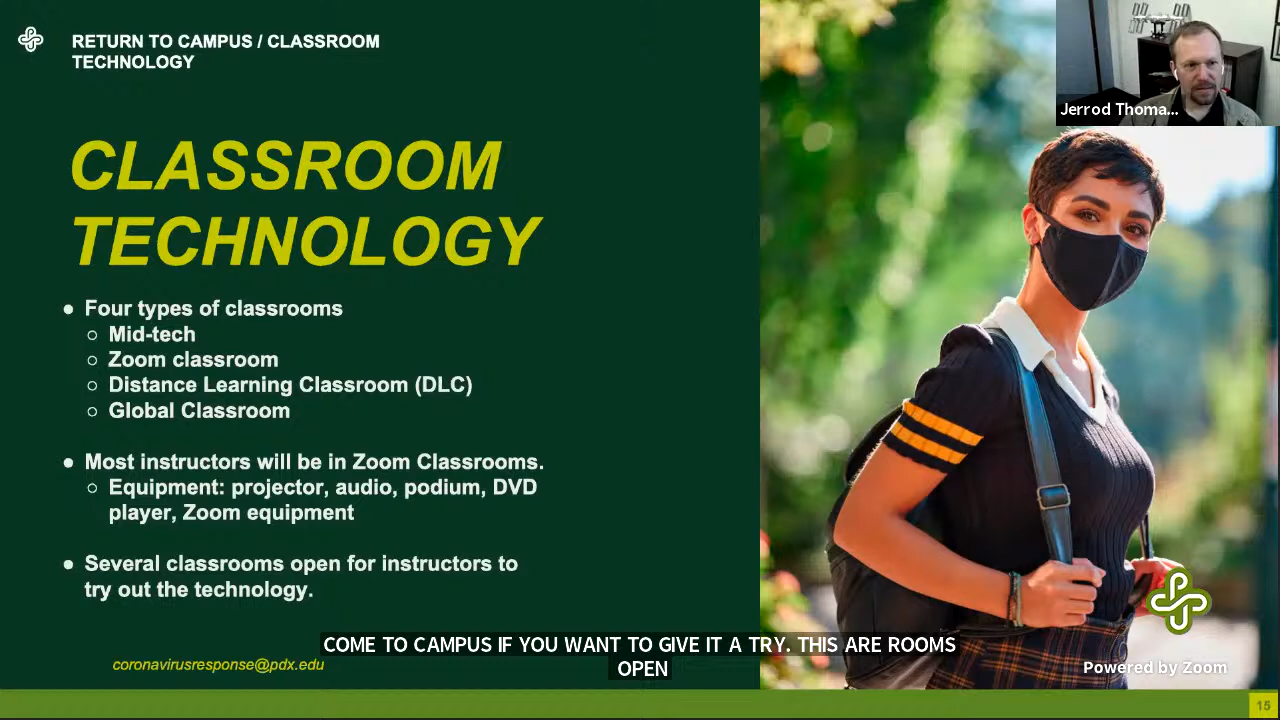 RETURN TO CAMPUS / CLASSROOM
TECHNOLOGY
Jerrod Thoma...
CLASSROOM
TECHNOLOGY
● Four types of classrooms
○ Mid-tech
○ Zoom classroom
○ Distance Learning Classroom (DLC)
○ Global Classroom
● Most instructors will be in Zoom Classrooms.
○ Equipment: projector, audio, podium, DVD
player, Zoom equipment
● Several classrooms open for instructors to
try out the technology.
COME TO CAMPUS IF YOU WANT TO GIVE IT A TRY. THIS ARE ROOMS
OPEN
coronavirusresponse@pdx.edu
Powered by Zoom
15